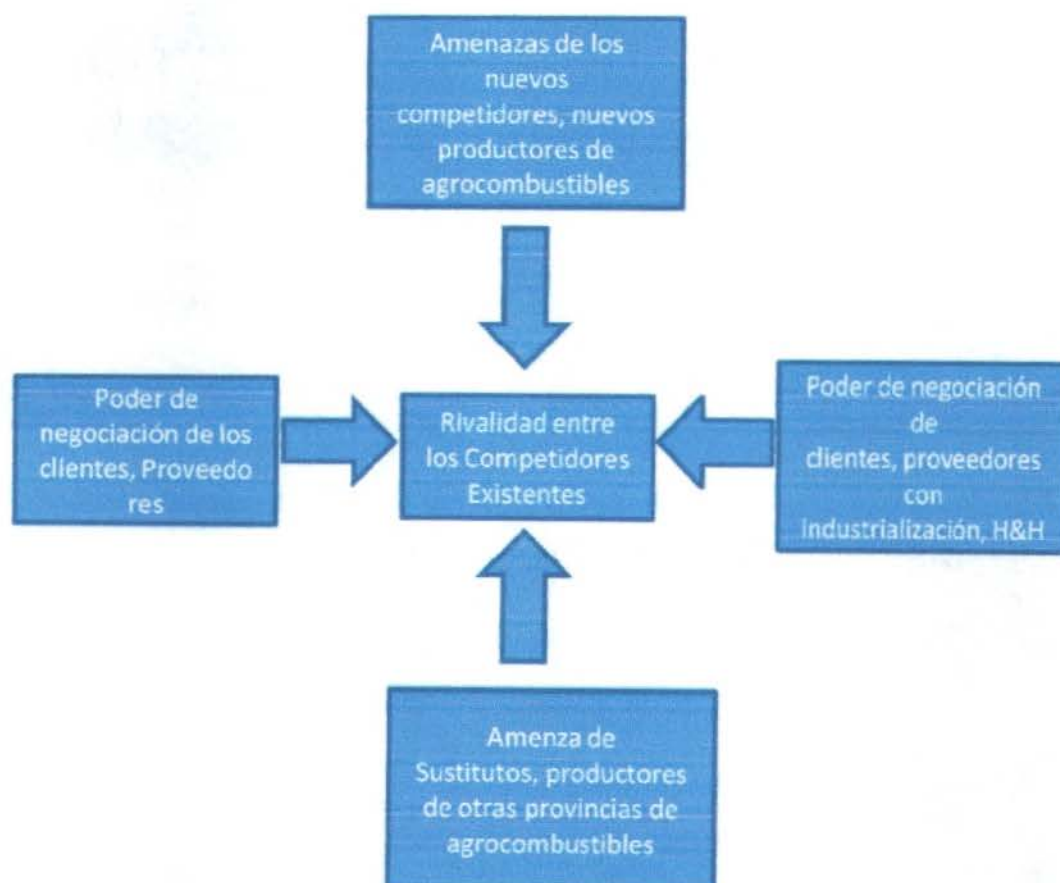 Amenazas de los
nuevos
competidores, nuevos
productores de
agrocombustibles
Poder de
negociación de los
clientes, Proveedo
res
Rivalidad entre
los Competidores
Existentes
Poder de negociación
de
clientes, proveedores
con
Industrialización, H&H
Amenza de
Sustitutos, productores
de otras provincias de
agrocombustibles